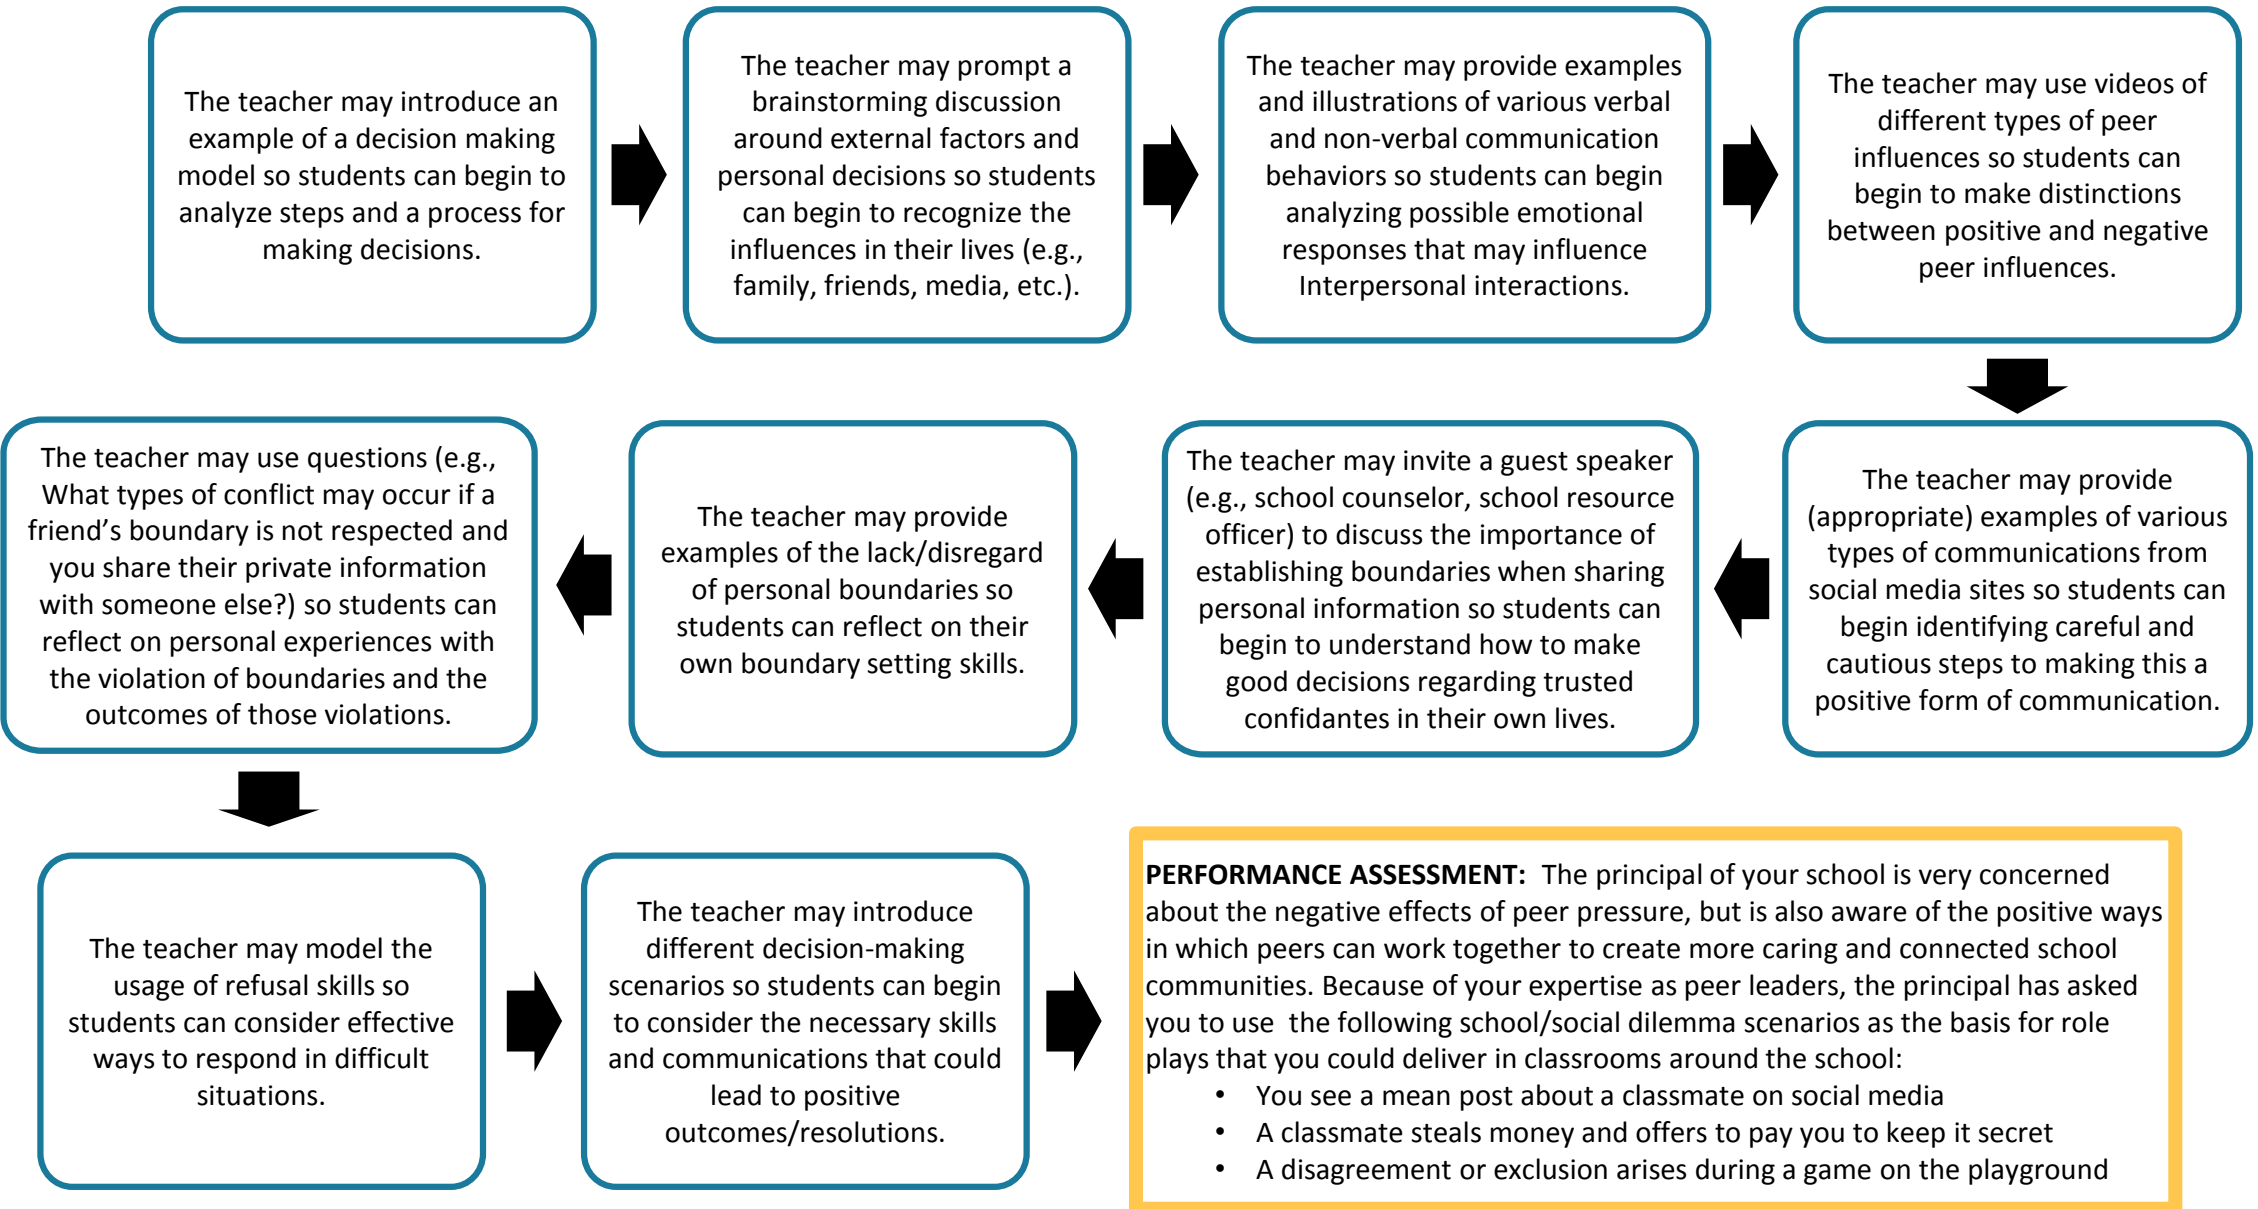 The teacher may introduce an
example of a decision making
model so students can begin to
analyze steps and a process for
making decisions.
The teacher may prompt a
brainstorming discussion
around external factors and
personal decisions so students
can begin to recognize the
influences in their lives (e.g.,
family, friends, media, etc.).
The teacher may provide examples
and illustrations of various verbal
and non-verbal communication
behaviors so students can begin
analyzing possible emotional
responses that may influence
Interpersonal interactions.
The teacher may use videos of
different types of peer
influences so students can
begin to make distinctions
between positive and negative
peer influences.
The teacher may provide
(appropriate) examples of various
types of communications from
social media sites so students can
begin identifying careful and
cautious steps to making this a
positive form of communication.
The teacher may invite a guest speaker
(e.g., school counselor, school resource
officer) to discuss the importance of
establishing boundaries when sharing
personal information so students can
begin to understand how to make
good decisions regarding trusted
confidantes in their own lives.
The teacher may provide
examples of the lack/disregard
of personal boundaries so
students can reflect on their
own boundary setting skills.
The teacher may use questions (e.g.,
What types of conflict may occur if a
friend’s boundary is not respected and
you share their private information
with someone else?) so students can
reflect on personal experiences with
the violation of boundaries and the
outcomes of those violations.
The teacher may model the
usage of refusal skills so
students can consider effective
ways to respond in difficult
situations.
The teacher may introduce
different decision-making
scenarios so students can begin
to consider the necessary skills
and communications that could
lead to positive
outcomes/resolutions.
PERFORMANCE ASSESSMENT: The principal of your school is very concerned
about the negative effects of peer pressure, but is also aware of the positive ways
in which peers can work together to create more caring and connected school
communities. Because of your expertise as peer leaders, the principal has asked
you to use the following school/social dilemma scenarios as the basis for role
plays that you could deliver in classrooms around the school:
• You see a mean post about a classmate on social media
• A classmate steals money and offers to pay you to keep it secret
• A disagreement or exclusion arises during a game on the playground